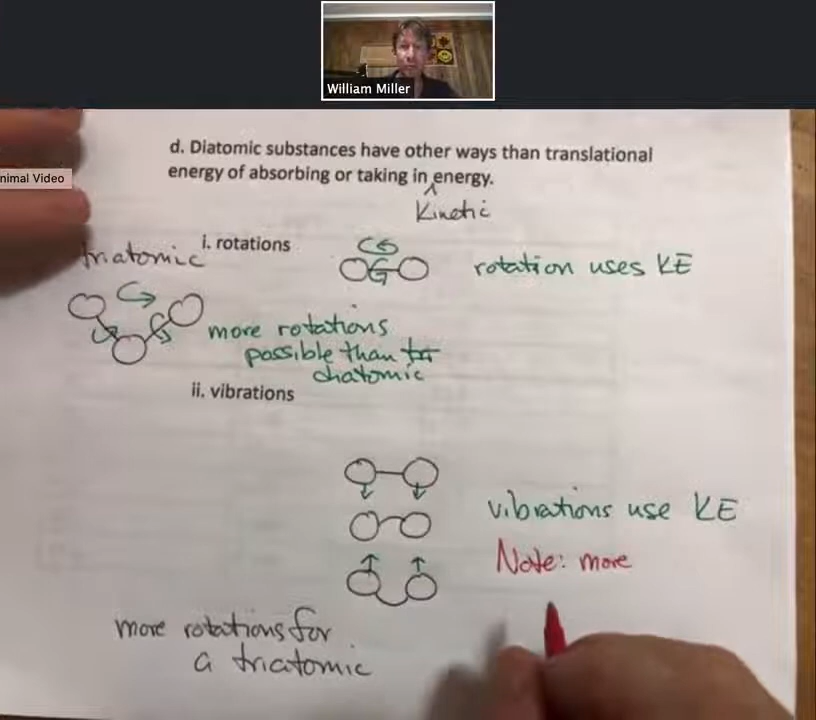 William Miller
d. Diatomic substances have other ways than translational
nimal Video
energy of absorbing or taking in energy.
Kinetic
triatomic
i. rotations
rotation uses KE
more rotations
possible than
diatomic
ii. vibrations
vibrations use KE
Note: more
more rotations for
a triatomic